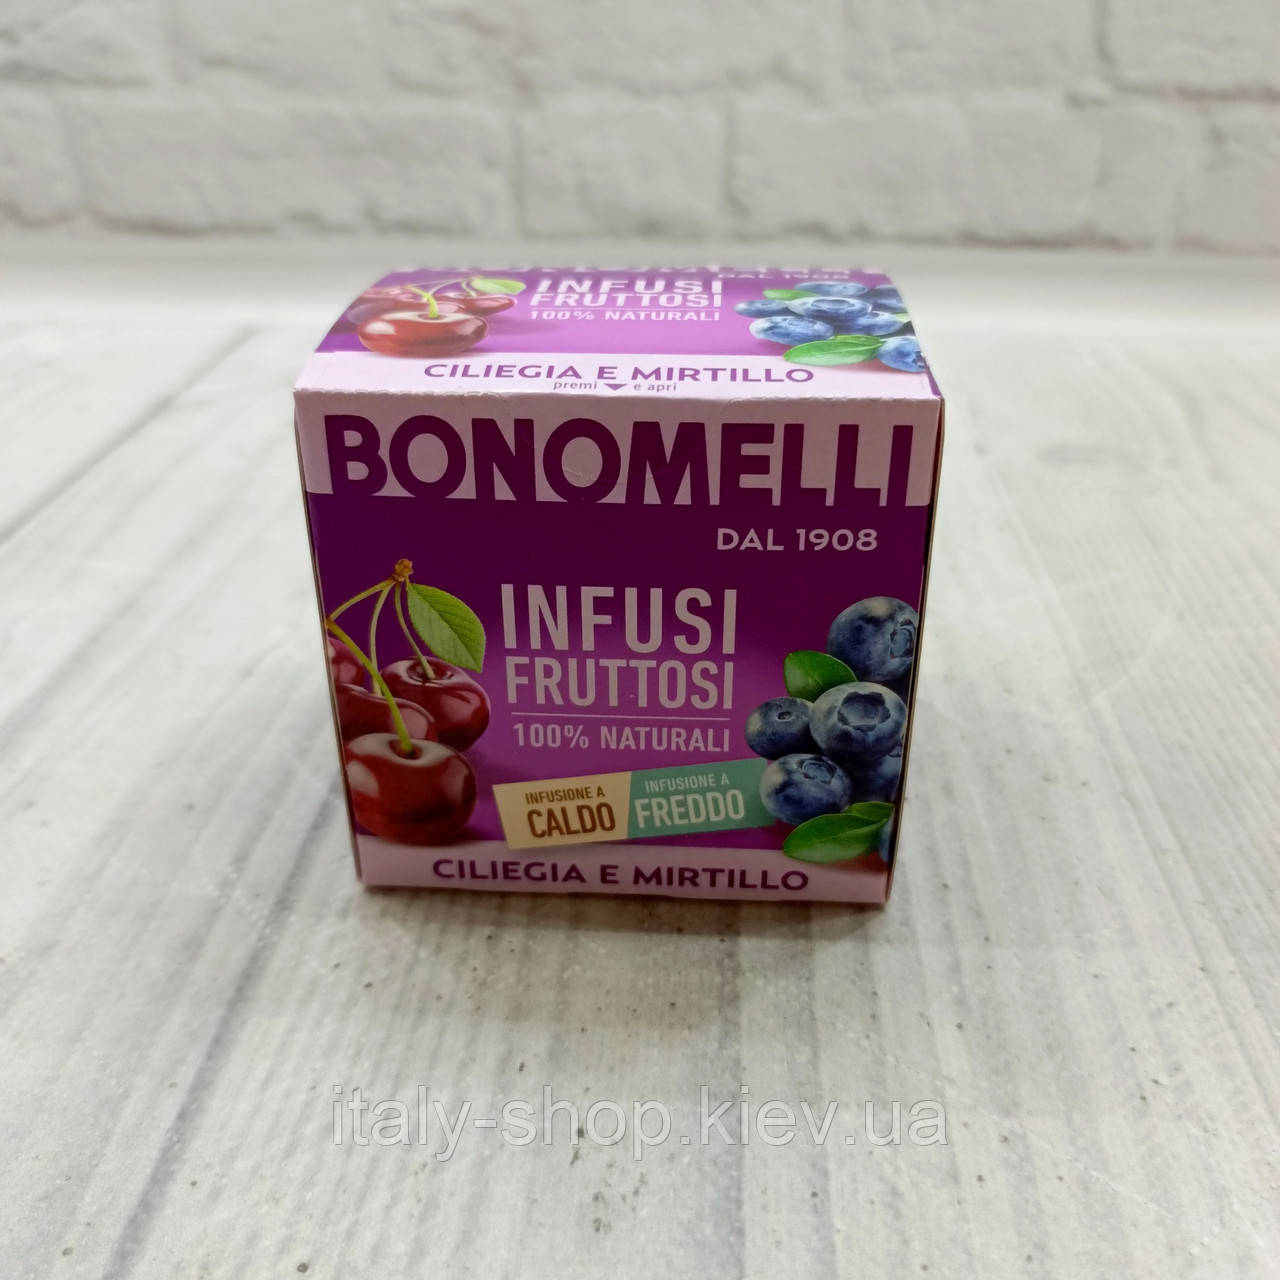 DAL 1908
INFUSI
FRUTTOSI
100% NATURALI
CILIEGIA E MIRTILLO
premi e apri
BONOMELLI
DAL 1908
INFUSI
FRUTTOSI
100% NATURALI
INFUSIONE A
CALDO
INFUSIONE A
FREDDO
CILIEGIA E MIRTILLO
italy-shop.kiev.ua